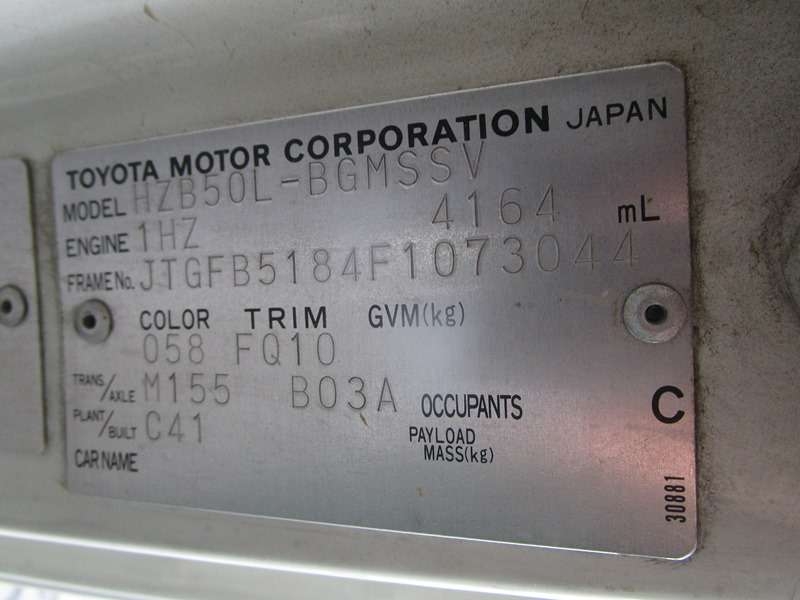 TOYOTA MOTOR CORPORATION JAPAN
MODEL HZB50L-BGMSSV
ENGINE 1HZ 4164 mL
FRAME No. JTGFB5184F1073044
COLOR TRIM GVM(kg)
058 FQ10
TRANS/AXLE M155 B03A OCCUPANTS C
PLANT/BUILT C41 PAYLOAD MASS(kg)
CAR NAME
30881